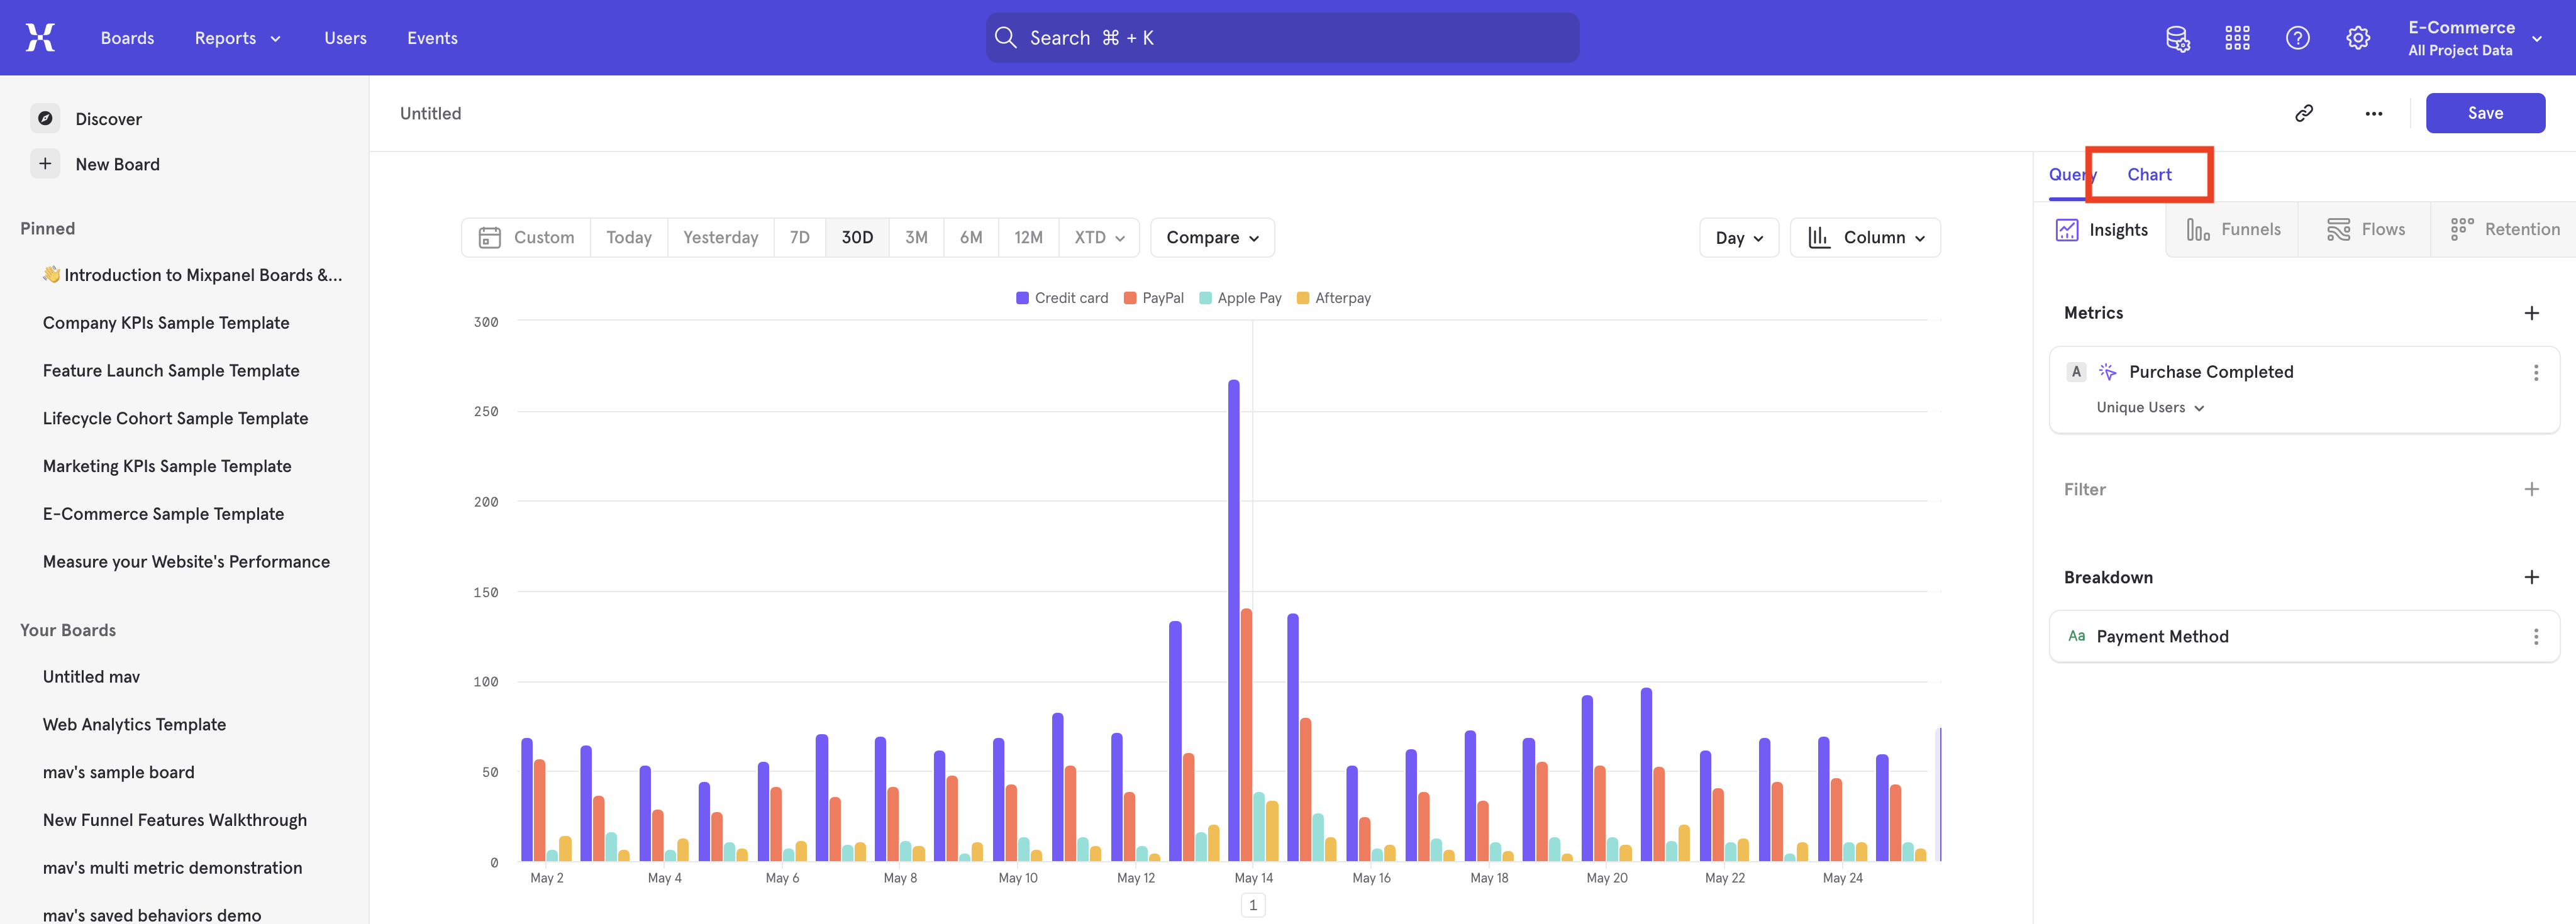 Boards
Reports
Users
Events
Search ⌘ + K
E-Commerce
All Project Data
Discover
New Board
Pinned
👋 Introduction to Mixpanel Boards &...
Company KPIs Sample Template
Feature Launch Sample Template
Lifecycle Cohort Sample Template
Marketing KPIs Sample Template
E-Commerce Sample Template
Measure your Website's Performance
Your Boards
Untitled mav
Web Analytics Template
mav's sample board
New Funnel Features Walkthrough
mav's multi metric demonstration
mav's saved behaviors demo
Untitled
Save
Custom
Today
Yesterday
7D
30D
3M
6M
12M
XTD
Compare
Day
Column
Credit card
PayPal
Apple Pay
Afterpay
300
250
200
150
100
50
0
May 2
May 4
May 6
May 8
May 10
May 12
May 14
May 16
May 18
May 20
May 22
May 24
1
Query
Chart
Insights
Funnels
Flows
Retention
Metrics
A
Purchase Completed
Unique Users
Filter
Breakdown
Aa Payment Method